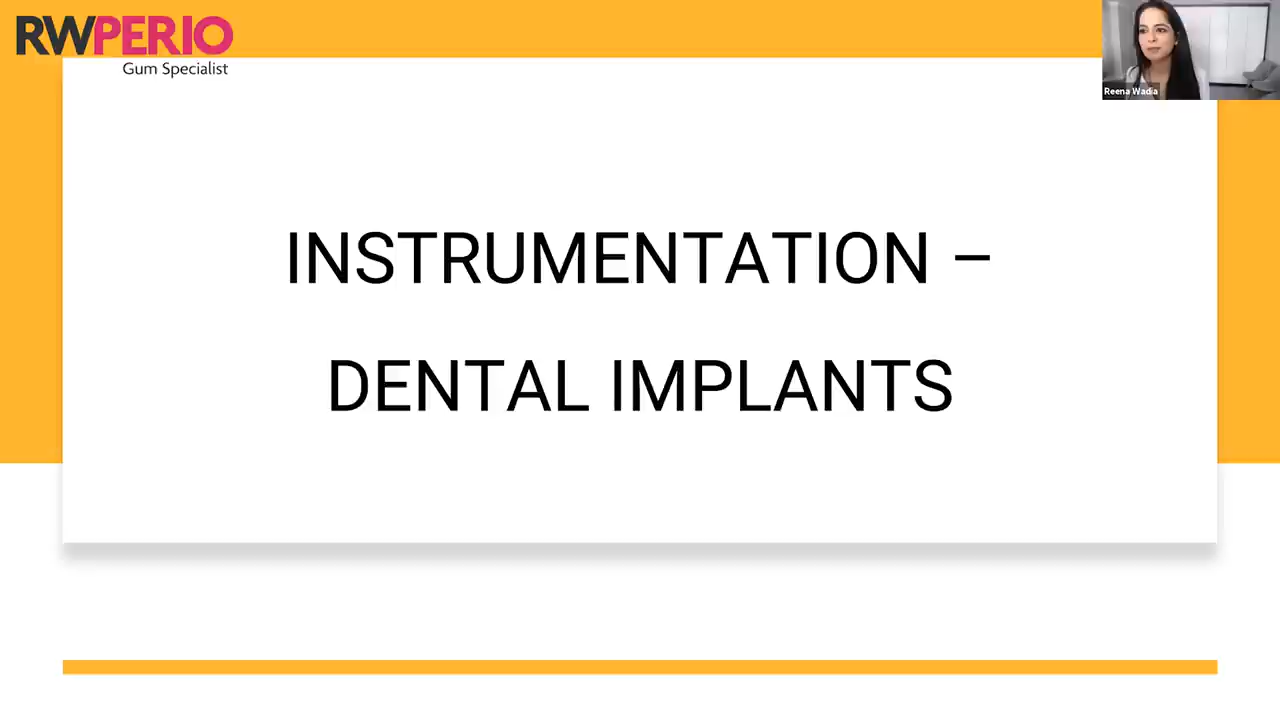 RWPERIO
Gum Specialist
Reena Wadia
INSTRUMENTATION –
DENTAL IMPLANTS